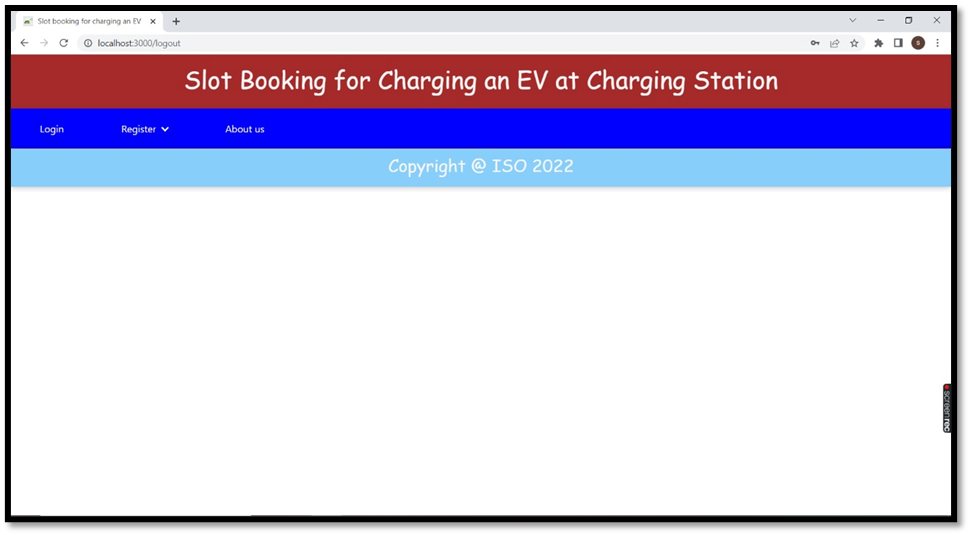 Slot booking for charging an EV
localhost:3000/logout
S
Slot Booking for Charging an EV at Charging Station
Login Register About us
Copyright @ ISO 2022
screenrec